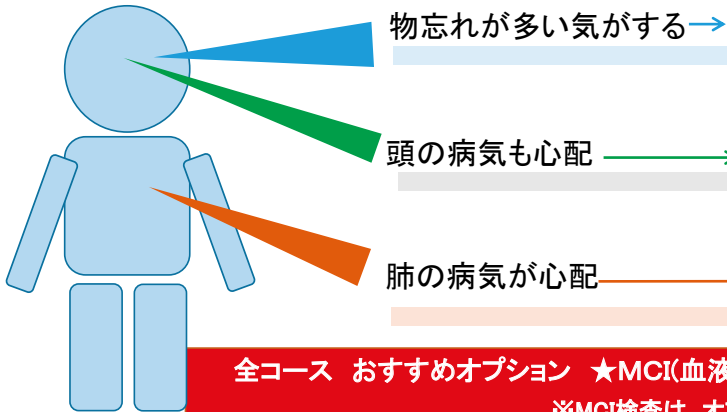 物忘れが多い気がする→
頭の病気も心配
肺の病気が心配
全コース おすすめオプション ★MCI(血液
※MCI検査は